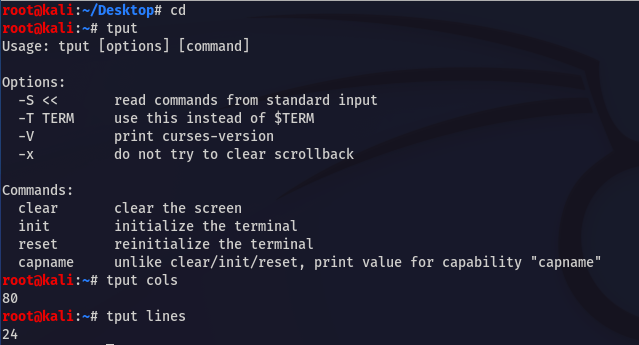 root@kali:~/Desktop# cd
root@kali:~# tput
Usage: tput [options] [command]

Options:
  -S <<       read commands from standard input
  -T TERM     use this instead of $TERM
  -V          print curses-version
  -x          do not try to clear scrollback

Commands:
  clear       clear the screen
  init        initialize the terminal
  reset       reinitialize the terminal
  capname     unlike clear/init/reset, print value for capability "capname"
root@kali:~# tput cols
80
root@kali:~# tput lines
24